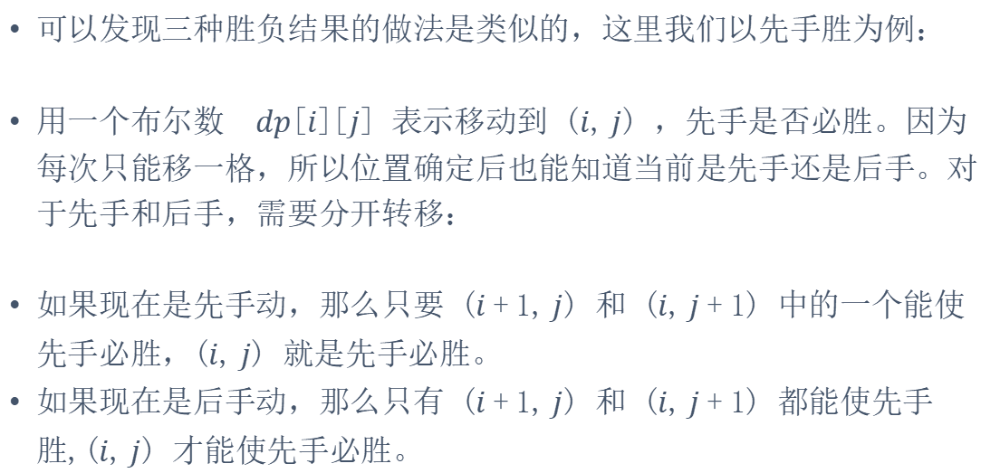 • 可以发现三种胜负结果的做法是类似的，这里我们以先手胜为例：
• 用一个布尔数 dp[i][j] 表示移动到（i, j），先手是否必胜。因为
每次只能移一格，所以位置确定后也能知道当前是先手还是后手。对
于先手和后手，需要分开转移：
• 如果现在是先手动，那么只要（i + 1, j）和（i, j + 1）中的一个能使
先手必胜，（i, j）就是先手必胜。
• 如果现在是后手动，那么只有（i + 1, j）和（i, j + 1）都能使先手
胜,（i, j）才能使先手必胜。